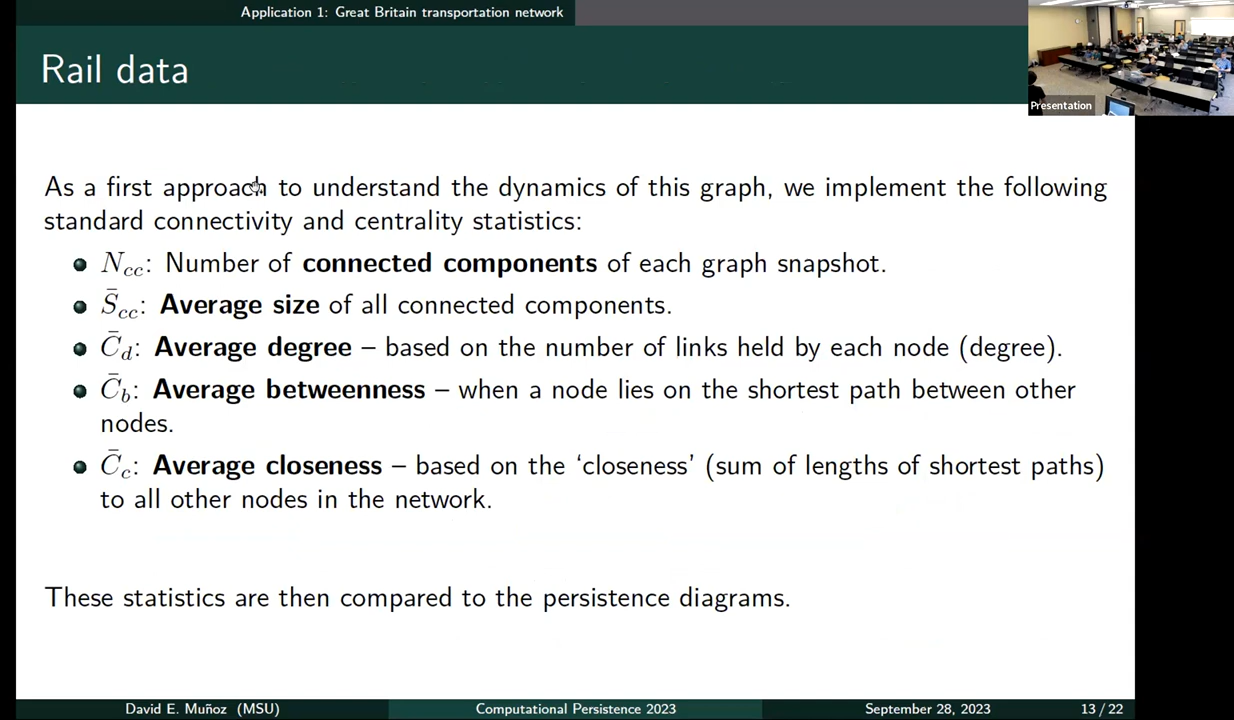 Application 1: Great Britain transportation network
Rail data
Presentation
As a first approach to understand the dynamics of this graph, we implement the following
standard connectivity and centrality statistics:
N_cc: Number of connected components of each graph snapshot.
S̄_cc: Average size of all connected components.
C̄_d: Average degree – based on the number of links held by each node (degree).
C̄_b: Average betweenness – when a node lies on the shortest path between other
nodes.
C̄_c: Average closeness – based on the ‘closeness’ (sum of lengths of shortest paths)
to all other nodes in the network.
These statistics are then compared to the persistence diagrams.
David E. Muñoz (MSU)
Computational Persistence 2023
September 28, 2023
13 / 22